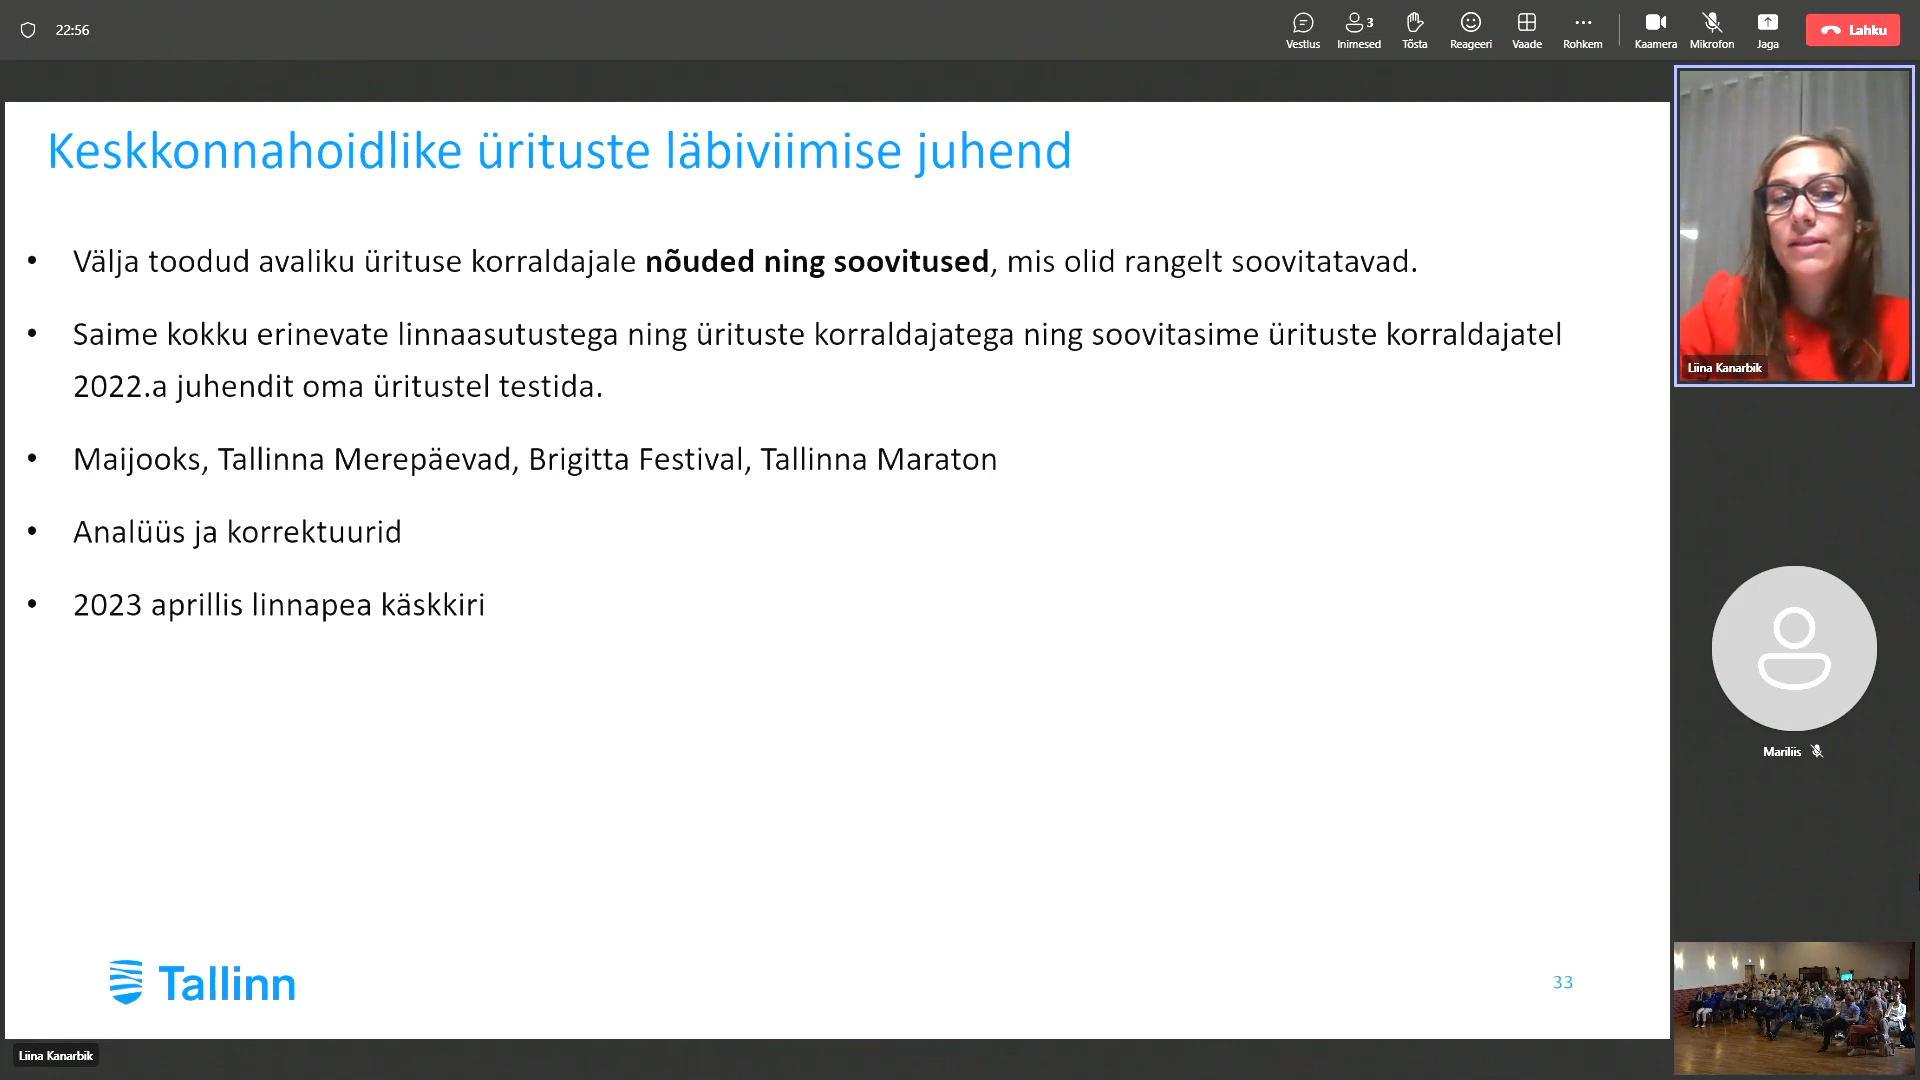 22:56
Vestlus
3
Inimesed
Tõsta
Reageeri
Vaade
Rohkem
Kaamera
Mikrofon
Jaga
Lahku
Keskkonnahoidlike ürituste läbiviimise juhend
• Välja toodud avaliku ürituse korraldajale nõuded ning soovitused, mis olid rangelt soovitatavad.
• Saime kokku erinevate linnaasutustega ning ürituste korraldajatega ning soovitasime ürituste korraldajatel
2022.a juhendit oma üritustel testida.
• Maijooks, Tallinna Merepäevad, Brigitta Festival, Tallinna Maraton
• Analüüs ja korrektuurid
• 2023 aprillis linnapea käskkiri
Tallinn
33
Liina Kanarbik
Liina Kanarbik
Mariliis